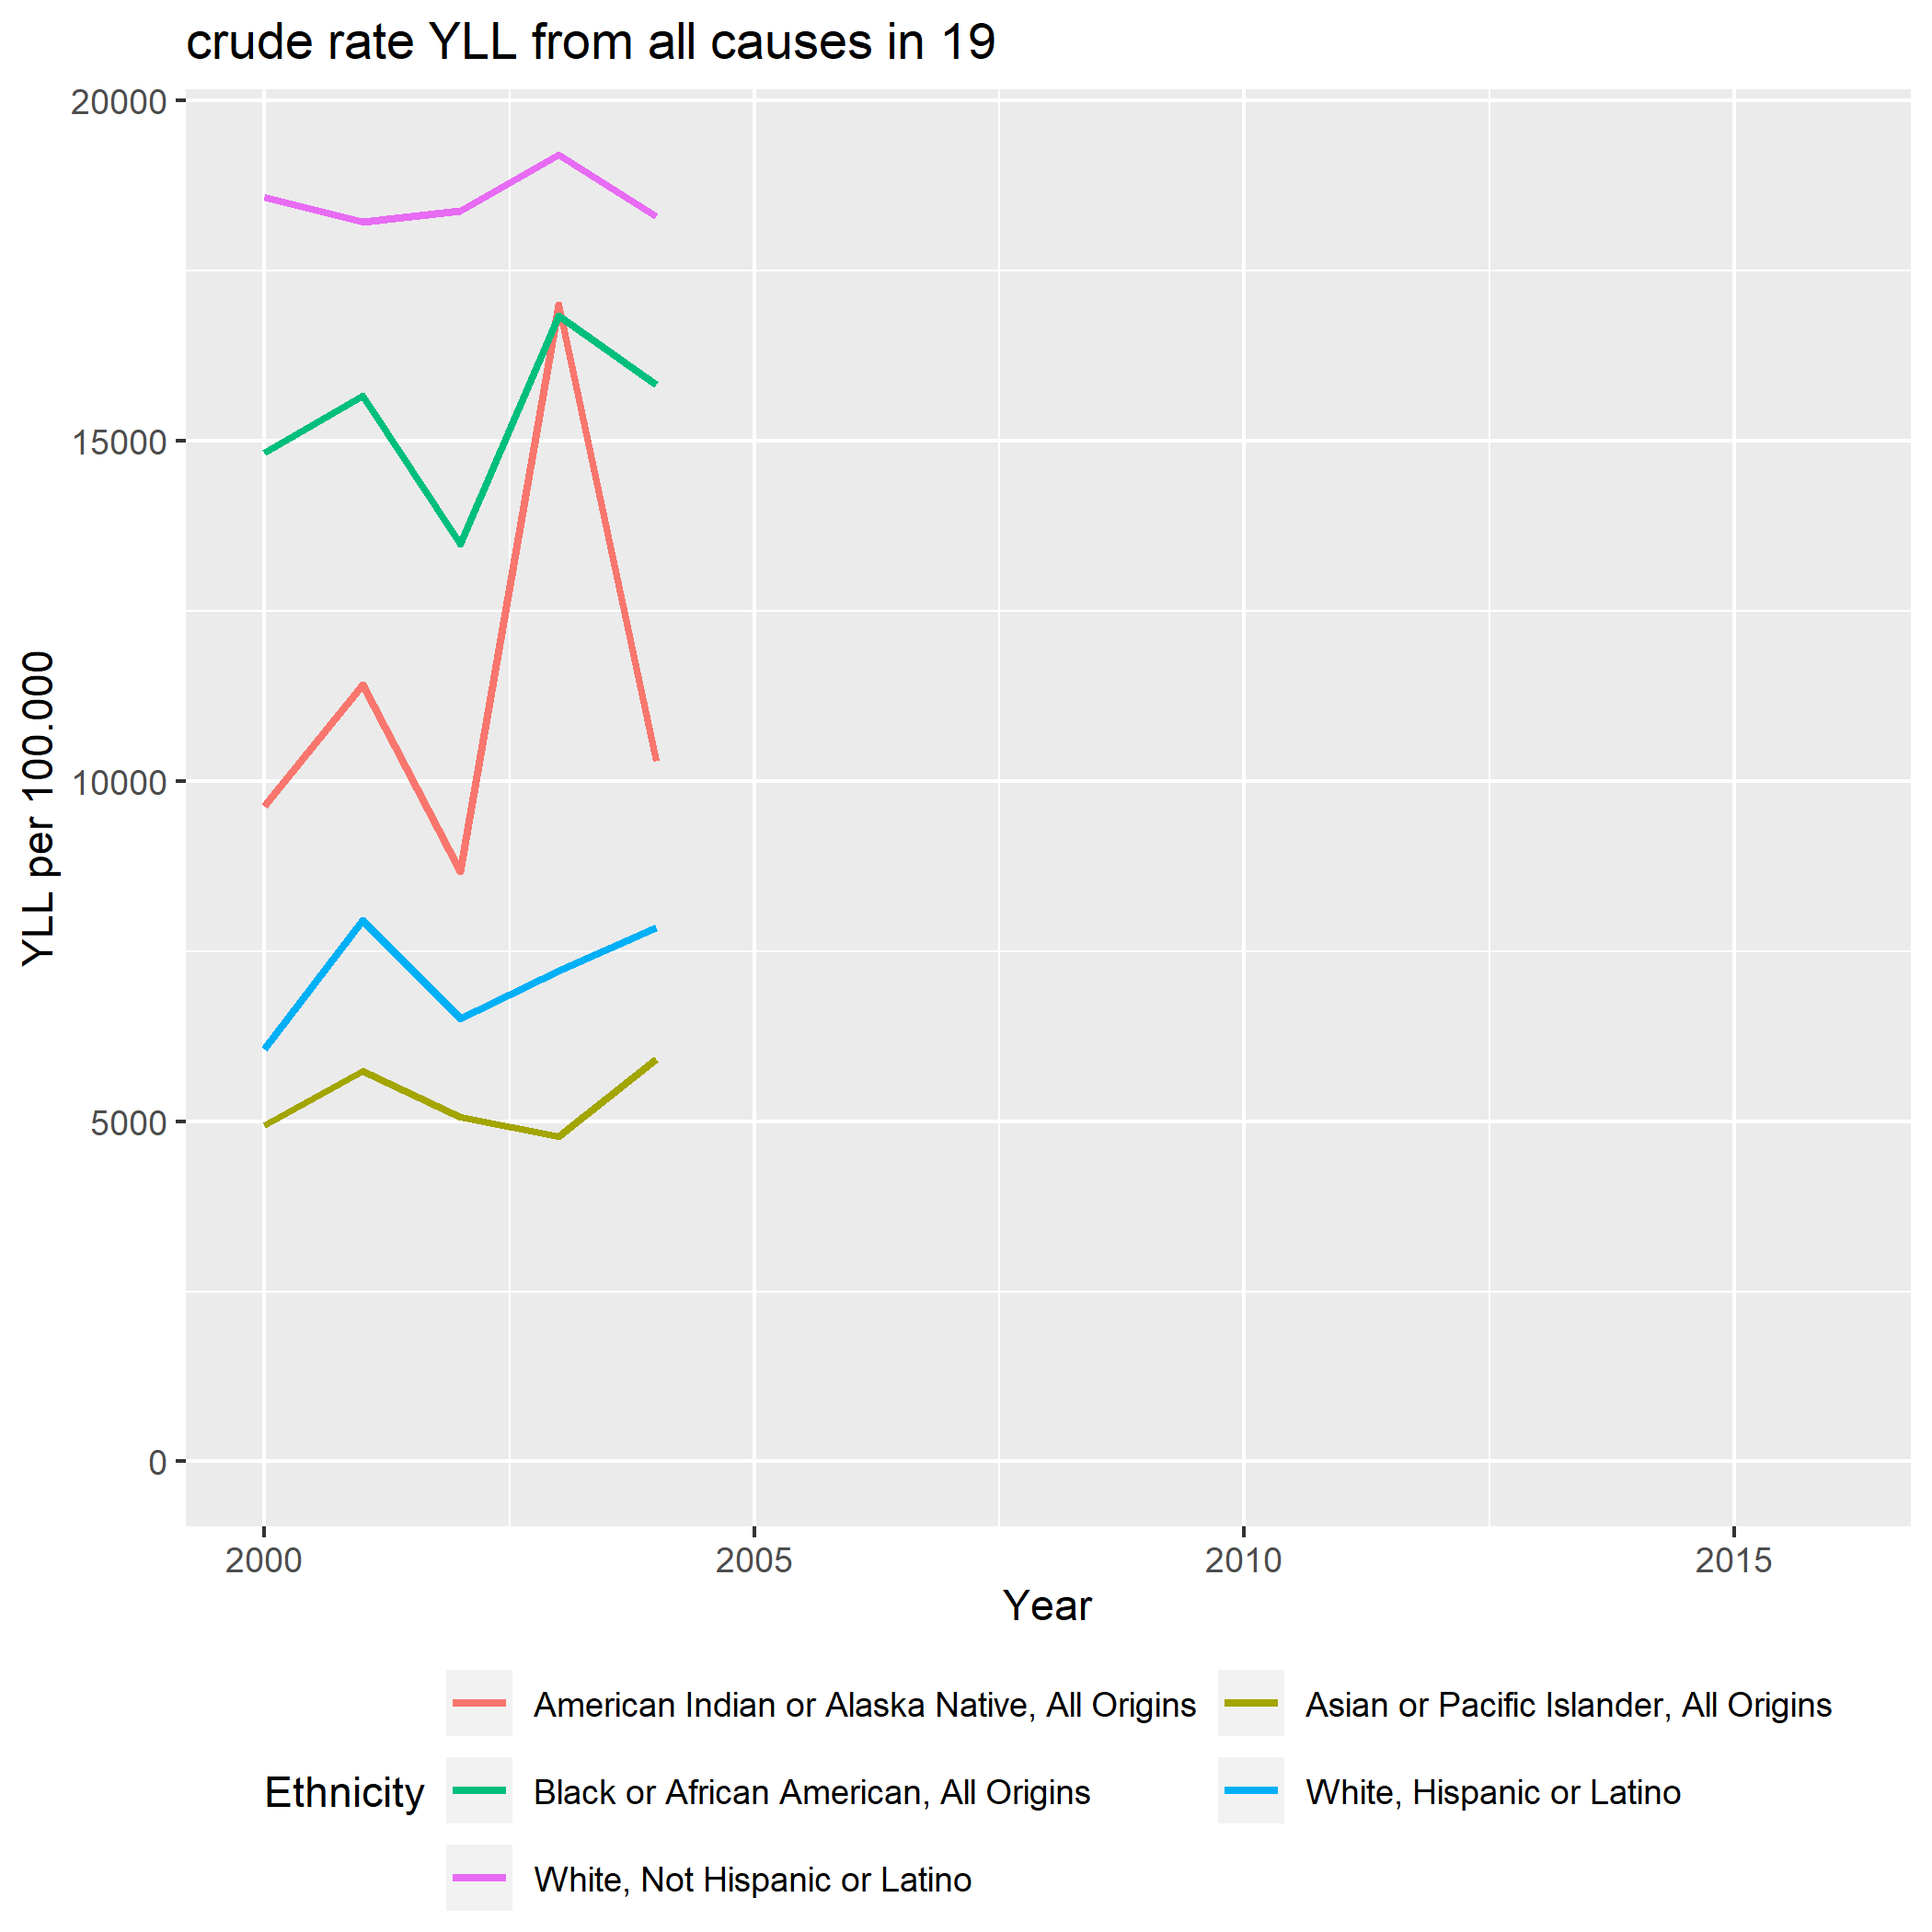 crude rate YLL from all causes in 19
20000
15000
10000
5000
0
YLL per 100.000
2000 2005 2010 2015
Year
Ethnicity
American Indian or Alaska Native, All Origins
Asian or Pacific Islander, All Origins
Black or African American, All Origins
White, Hispanic or Latino
White, Not Hispanic or Latino